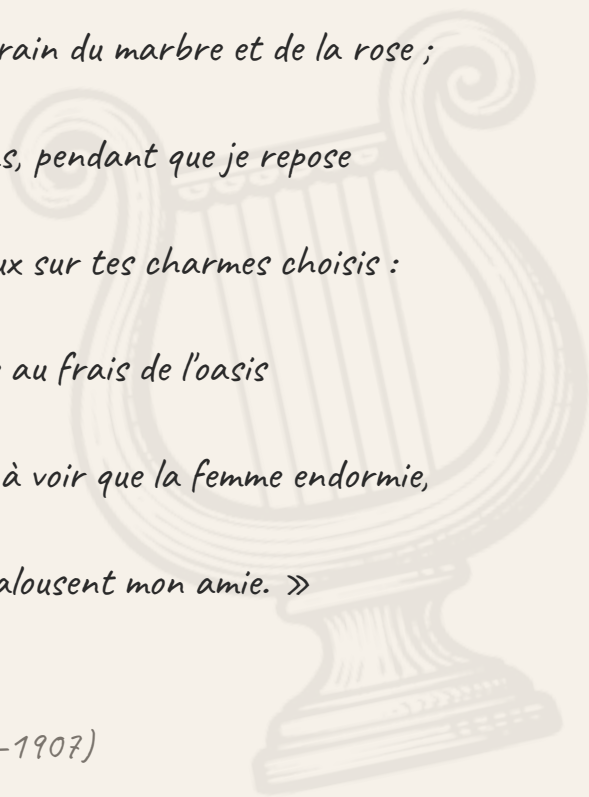 rain du marbre et de la rose ;
s, pendant que je repose
ux sur tes charmes choisis :
au frais de l'oasis
à voir que la femme endormie,
alousent mon amie. »
–1907)